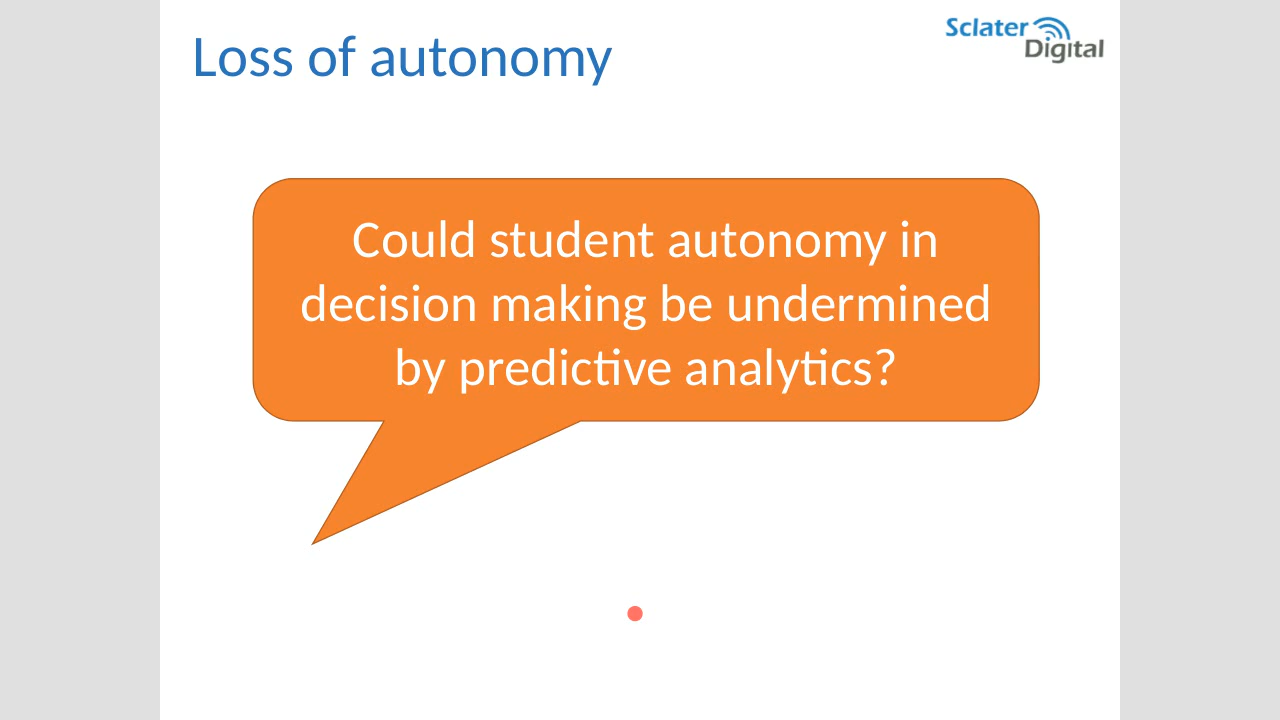 Loss of autonomy
Sclater
Digital
Could student autonomy in
decision making be undermined
by predictive analytics?